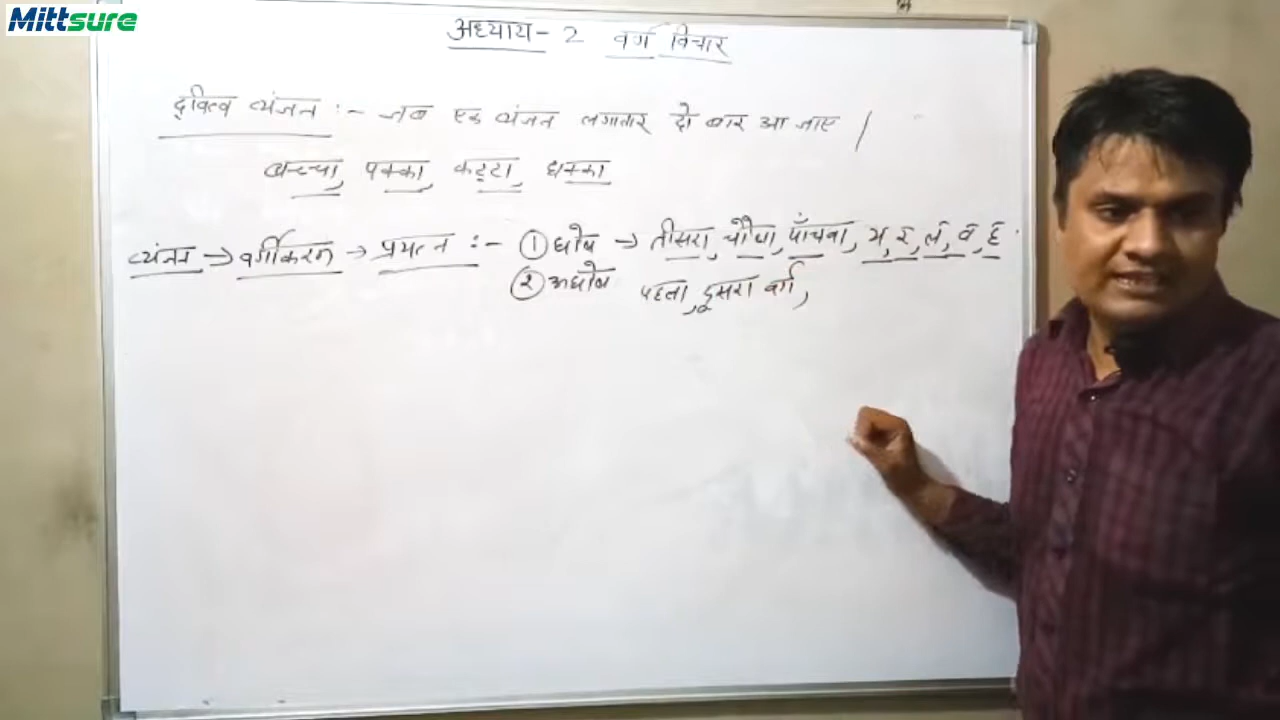 Mittsure
अध्याय- 2 वर्ग विचार
द्वित्व व्यंजन :- जब एक व्यंजन लगातार दो बार आ जाए |
बच्चा, पक्का, कट्टा, धक्का
व्यंजन → वर्गीकरण → प्रयत्न :- ① घोष → तीसरा, चौथा, पाँचवा, य, र, ल, व, ह
② अघोष पहला, दूसरा वर्ग,